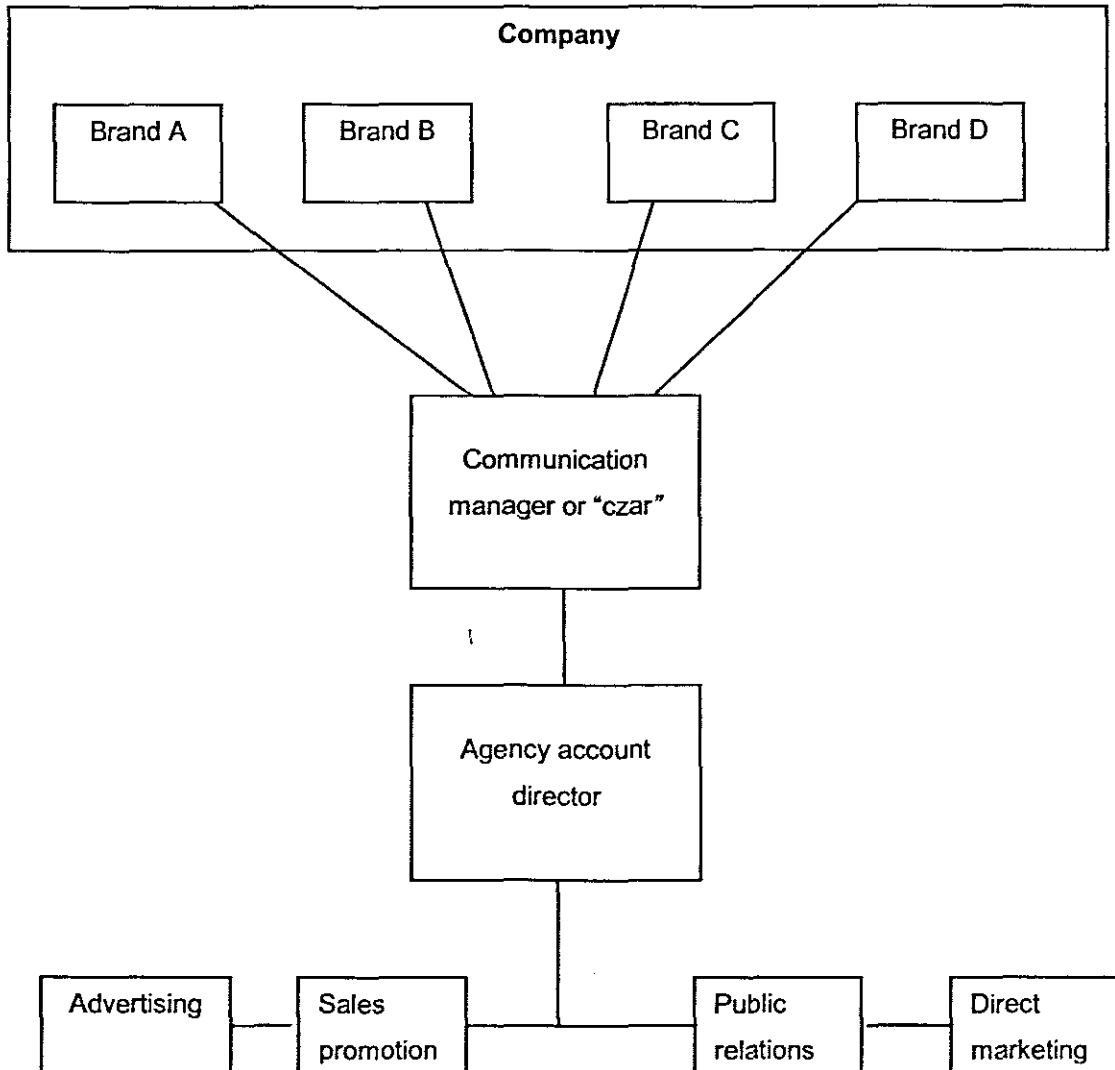 Company
Brand A
Brand B
Brand C
Brand D
Communication
manager or "czar"
Agency account
director
Advertising
Sales
promotion
Public
relations
Direct
marketing